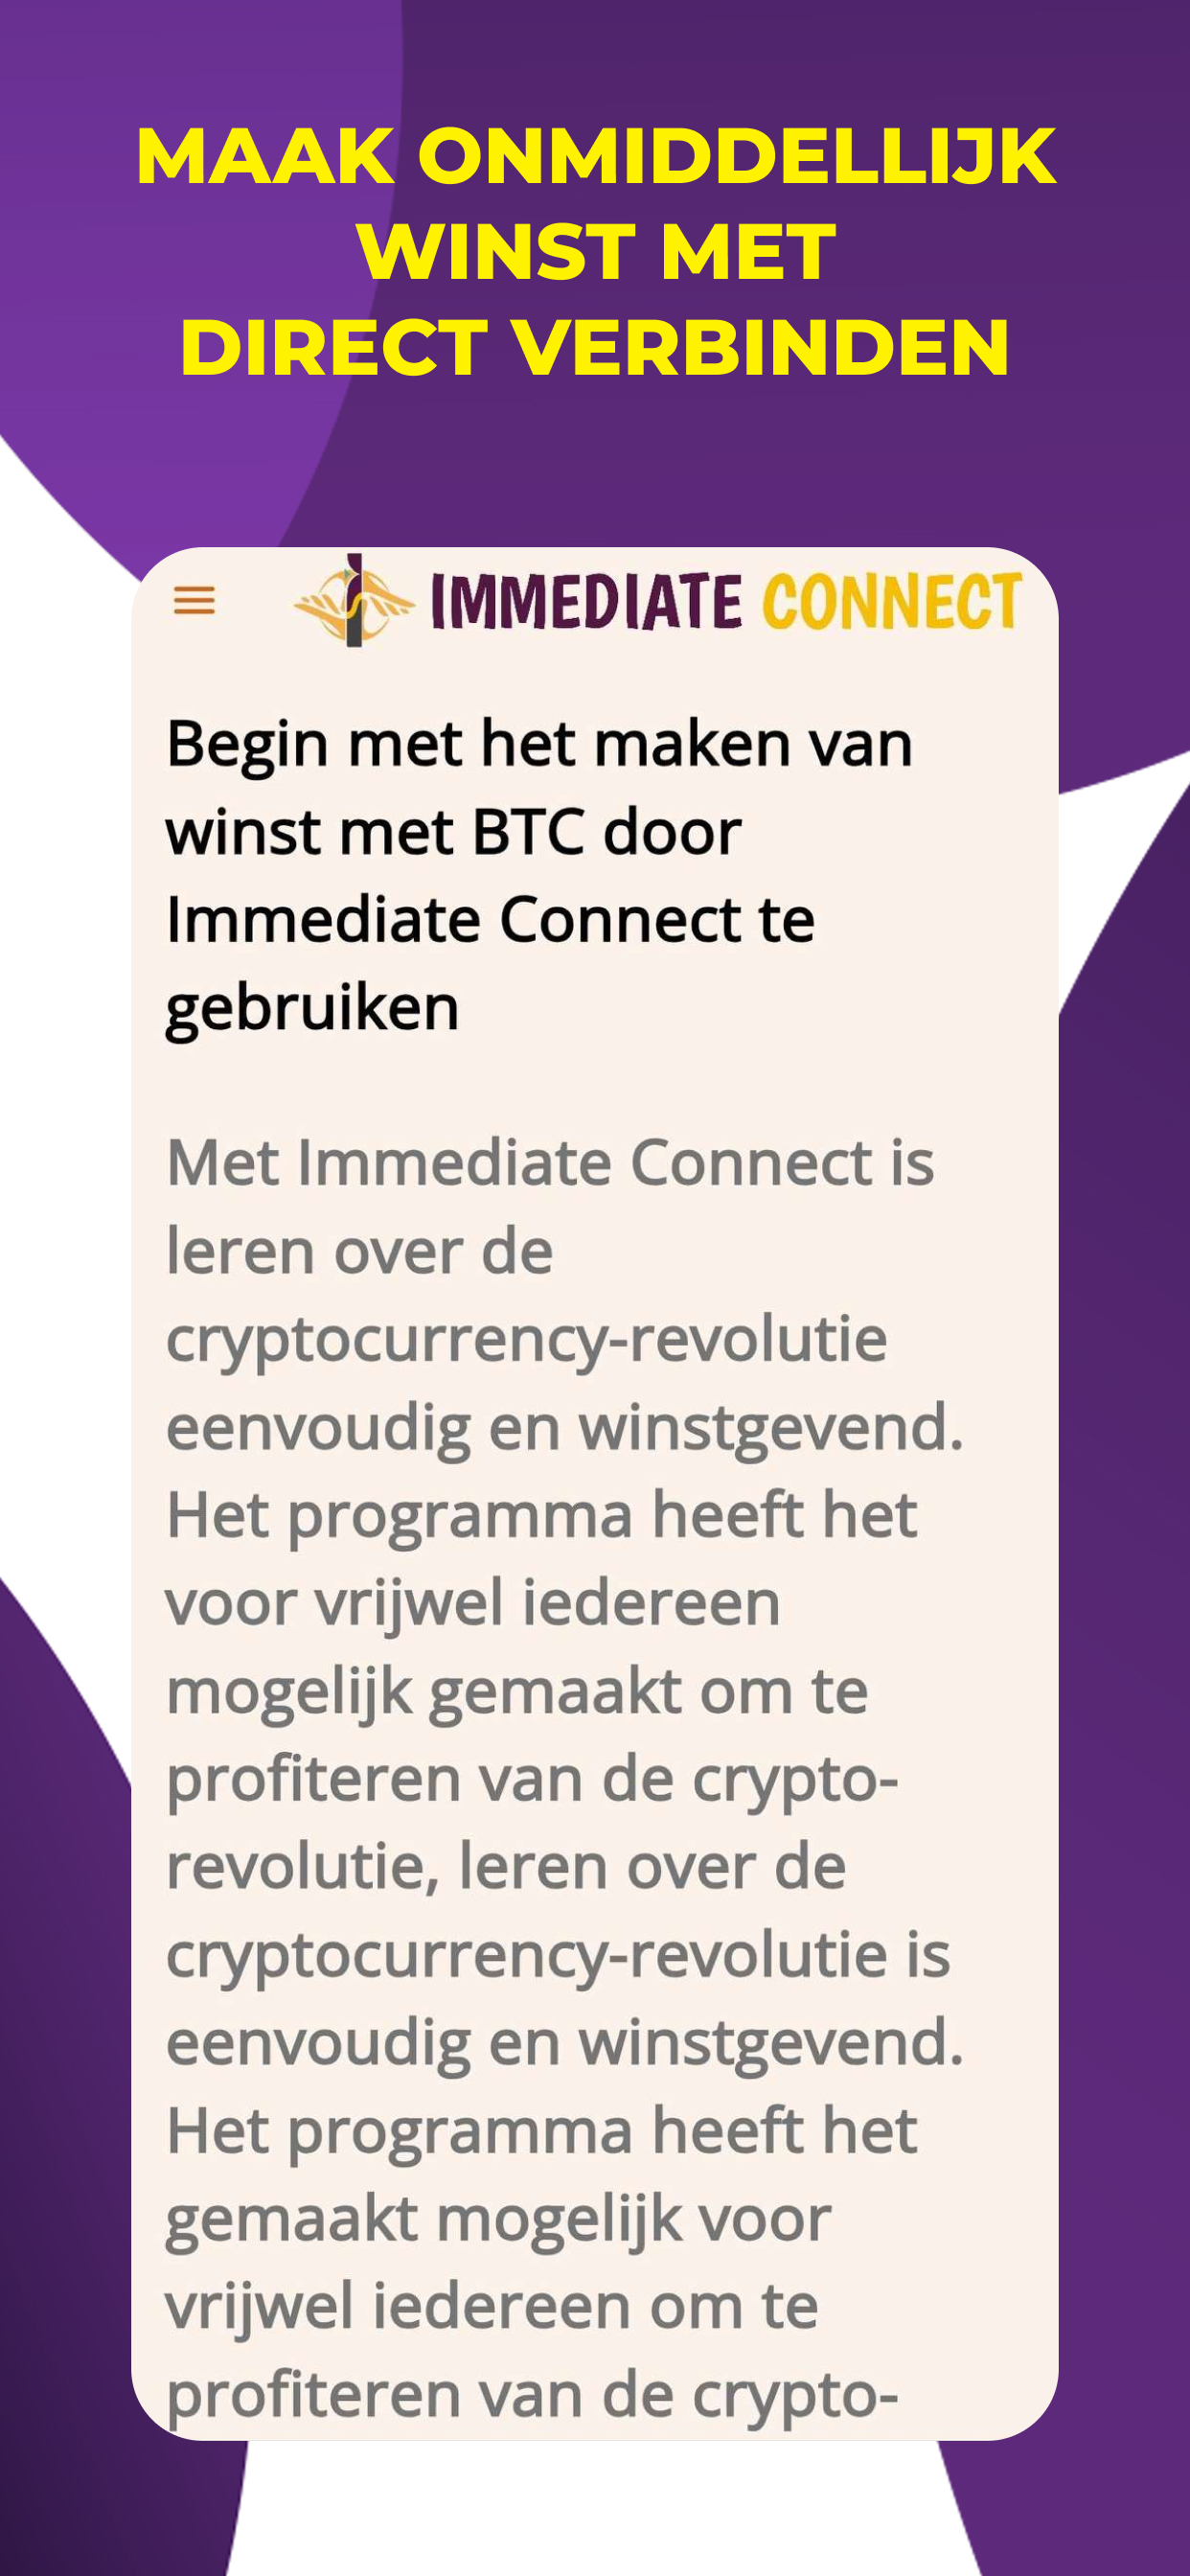 MAAK ONMIDDELLIJK
WINST MET
DIRECT VERBINDEN
IMMEDIATE CONNECT
Begin met het maken van
winst met BTC door
Immediate Connect te
gebruiken
Met Immediate Connect is
leren over de
cryptocurrency-revolutie
eenvoudig en winstgevend.
Het programma heeft het
voor vrijwel iedereen
mogelijk gemaakt om te
profiteren van de crypto-
revolutie, leren over de
cryptocurrency-revolutie is
eenvoudig en winstgevend.
Het programma heeft het
gemaakt mogelijk voor
vrijwel iedereen om te
profiteren van de crypto-